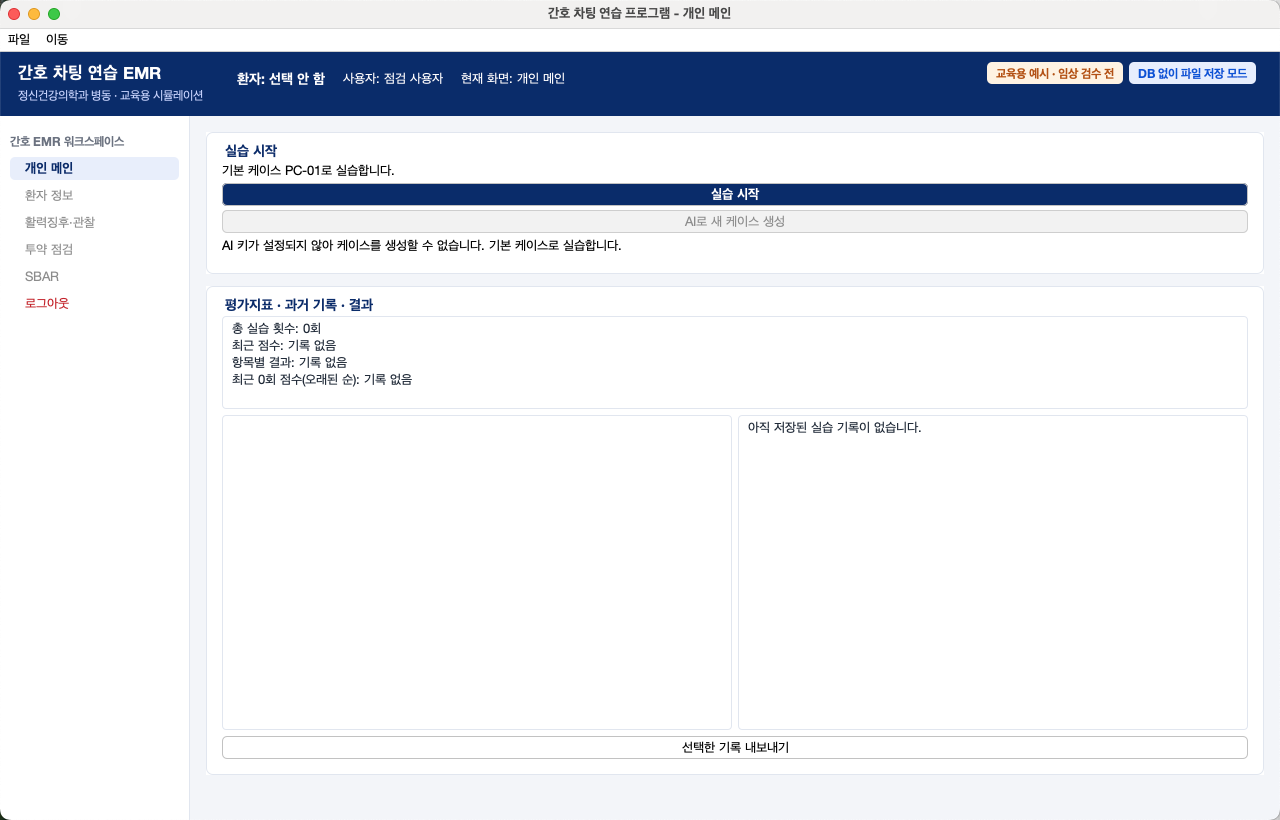 간호 차팅 연습 프로그램 - 개인 메인
파일 이동
간호 차팅 연습 EMR
정신건강의학과 병동 · 교육용 시뮬레이션
환자: 선택 안 함 사용자: 점검 사용자 현재 화면: 개인 메인
교육용 예시 · 임상 검수 전 DB 없이 파일 저장 모드
간호 EMR 워크스페이스
개인 메인
환자 정보
활력징후·관찰
투약 점검
SBAR
로그아웃
실습 시작
기본 케이스 PC-01로 실습합니다.
실습 시작
AI로 새 케이스 생성
AI 키가 설정되지 않아 케이스를 생성할 수 없습니다. 기본 케이스로 실습합니다.
평가지표 · 과거 기록 · 결과
총 실습 횟수: 0회
최근 점수: 기록 없음
항목별 결과: 기록 없음
최근 0회 점수(오래된 순): 기록 없음
아직 저장된 실습 기록이 없습니다.
선택한 기록 내보내기